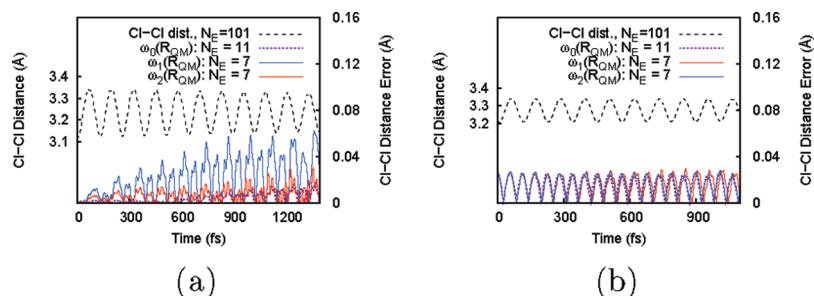 Cl−Cl dist., N_E=101
ω_0(R_QM): N_E = 11
ω_1(R_QM): N_E = 7
ω_2(R_QM): N_E = 7
Cl−Cl Distance (Å)
3.4
3.3
3.2
3.1
0.16
0.12
0.08
0.04
0
Cl−Cl Distance Error (Å)
0 300 600 900 1200
Time (fs)
(a)
Cl−Cl dist., N_E=101
ω_0(R_QM): N_E = 11
ω_1(R_QM): N_E = 7
ω_2(R_QM): N_E = 7
Cl−Cl Distance (Å)
3.4
3.3
3.2
0.16
0.12
0.08
0.04
0
Cl−Cl Distance Error (Å)
0 300 600 900
Time (fs)
(b)